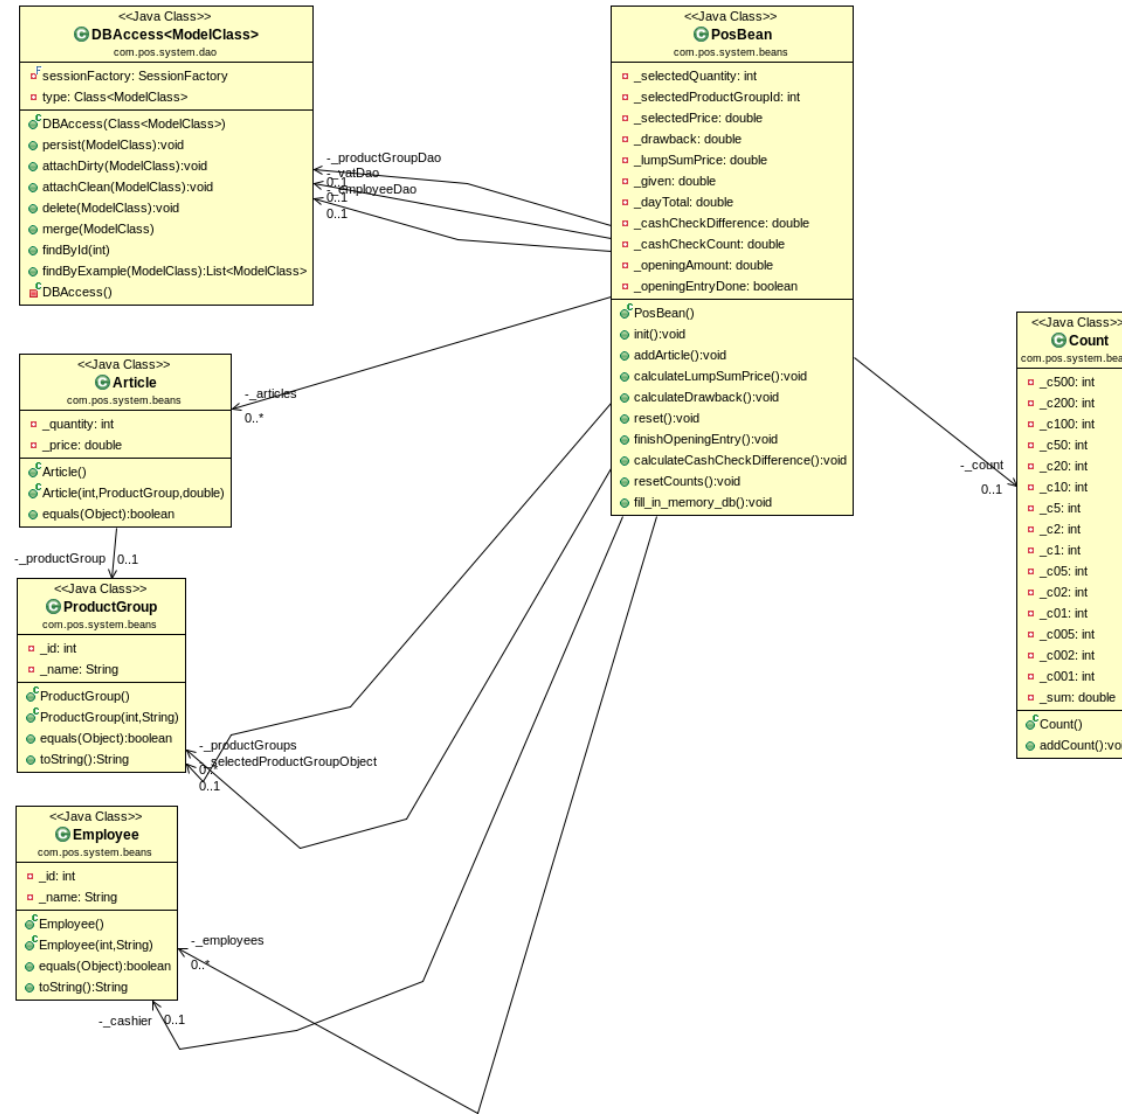 <<Java Class>>
DBAccess<ModelClass>
com.pos.system.dao
sessionFactory: SessionFactory
type: Class<ModelClass>
DBAccess(Class<ModelClass>)
persist(ModelClass):void
attachDirty(ModelClass):void
attachClean(ModelClass):void
delete(ModelClass):void
merge(ModelClass)
findById(int)
findByExample(ModelClass):List<ModelClass>
DBAccess()
-_productGroupDao
0..1
-_vatDao
0..1
-_employeeDao
0..1
<<Java Class>>
PosBean
com.pos.system.beans
_selectedQuantity: int
_selectedProductGroupId: int
_selectedPrice: double
_drawback: double
_lumpSumPrice: double
_given: double
_dayTotal: double
_cashCheckDifference: double
_cashCheckCount: double
_openingAmount: double
_openingEntryDone: boolean
PosBean()
init():void
addArticle():void
calculateLumpSumPrice():void
calculateDrawback():void
reset():void
finishOpeningEntry():void
calculateCashCheckDifference():void
resetCounts():void
fill_in_memory_db():void
<<Java Class>>
Count
com.pos.system.bea
_c500: int
_c200: int
_c100: int
_c50: int
_c20: int
_c10: int
_c5: int
_c2: int
_c1: int
_c05: int
_c02: int
_c01: int
_c005: int
_c002: int
_c001: int
_sum: double
Count()
addCount():vo
-_count
0..1
<<Java Class>>
Article
com.pos.system.beans
_quantity: int
_price: double
Article()
Article(int,ProductGroup,double)
equals(Object):boolean
-_articles
0..*
-_productGroup
0..1
<<Java Class>>
ProductGroup
com.pos.system.beans
_id: int
_name: String
ProductGroup()
ProductGroup(int,String)
equals(Object):boolean
toString():String
-_productGroups
0..*
_selectedProductGroupObject
0..1
<<Java Class>>
Employee
com.pos.system.beans
_id: int
_name: String
Employee()
Employee(int,String)
equals(Object):boolean
toString():String
-_employees
0..*
-_cashier
0..1